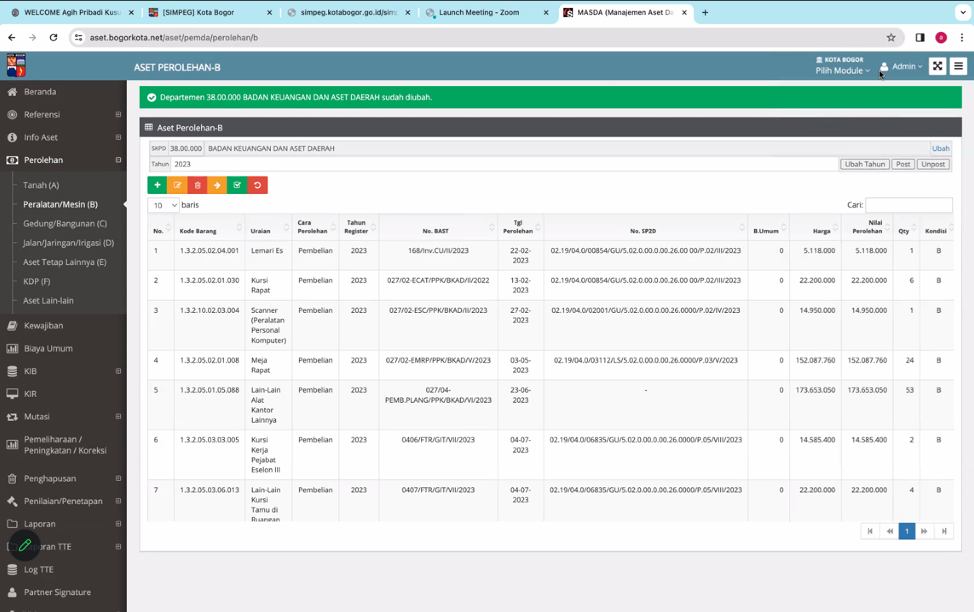 WELCOME Agih Pribadi Kusu
[SIMPEG] Kota Bogor
simpeg.kotabogor.go.id/sim
Launch Meeting - Zoom
MASDA (Manajemen Aset Da
aset.bogorkota.net/aset/pemda/perolehan/b
ASET PEROLEHAN-B
KOTA BOGOR
Pilih Module
Admin
Beranda
Referensi
Info Aset
Perolehan
Tanah (A)
Peralatan/Mesin (B)
Gedung/Bangunan (C)
Jalan/Jaringan/Irigasi (D)
Aset Tetap Lainnya (E)
KDP (F)
Aset Lain-lain
Kewajiban
Biaya Umum
KIB
KIR
Mutasi
Pemeliharaan /
Peningkatan / Koreksi
Penghapusan
Penilaian/Penetapan
Laporan
oran TTE
Log TTE
Partner Signature
Departemen 38.00.000 BADAN KEUANGAN DAN ASET DAERAH sudah diubah.
Aset Perolehan-B
SKPD 38.00.000 BADAN KEUANGAN DAN ASET DAERAH Ubah
Tahun 2023 Ubah Tahun Post Unpost
10 baris Cari:
No. Kode Barang Uraian Cara Perolehan Tahun Register No. BAST Tgl Perolehan No. SP2D B.Umum Harga Nilai Perolehan Qty Kondisi
1 1.3.2.05.02.04.001 Lemari Es Pembelian 2023 168/Inv.CU/II/2023 22-02-2023 02.19/04.0/00854/GU/5.02.0.00.0.00.26.00 00/P.02/III/2023 0 5.118.000 5.118.000 1 B
2 1.3.2.05.02.01.030 Kursi Rapat Pembelian 2023 027/02-ECAT/PPK/BKAD/II/2022 13-02-2023 02.19/04.0/00854/GU/5.02.0.00.0.00.26.00 00/P.02/III/2023 0 22.200.000 22.200.000 6 B
3 1.3.2.10.02.03.004 Scanner (Peralatan Personal Komputer) Pembelian 2023 027/02-ESC/PPK/BKAD/II/2023 27-02-2023 02.19/04.0/02001/GU/5.02.0.00.0.00.26.0000/P.02/IV/2023 0 14.950.000 14.950.000 1 B
4 1.3.2.05.02.01.008 Meja Rapat Pembelian 2023 027/02-EMRP/PPK/BKAD/V/2023 03-05-2023 02.19/04.0/03112/LS/5.02.0.00.0.00.26.0000/P.03/V/2023 0 152.087.760 152.087.760 24 B
5 1.3.2.05.01.05.088 Lain-Lain Alat Kantor Lainnya Pembelian 2023 027/04-PEMB.PLANG/PPK/BKAD/VI/2023 23-06-2023 - 0 173.653.050 173.653.050 53 B
6 1.3.2.05.03.03.005 Kursi Kerja Pejabat Eselon III Pembelian 2023 0406/FTR/GIT/VII/2023 04-07-2023 02.19/04.0/06835/GU/5.02.0.00.0.00.26.0000/P.05/VIII/2023 0 14.585.400 14.585.400 2 B
7 1.3.2.05.03.06.013 Lain-Lain Kursi Tamu di Ruangan Pembelian 2023 0407/FTR/GIT/VII/2023 04-07-2023 02.19/04.0/06835/GU/5.02.0.00.0.00.26.0000/P.05/VIII/2023 0 22.200.000 22.200.000 4 B
1